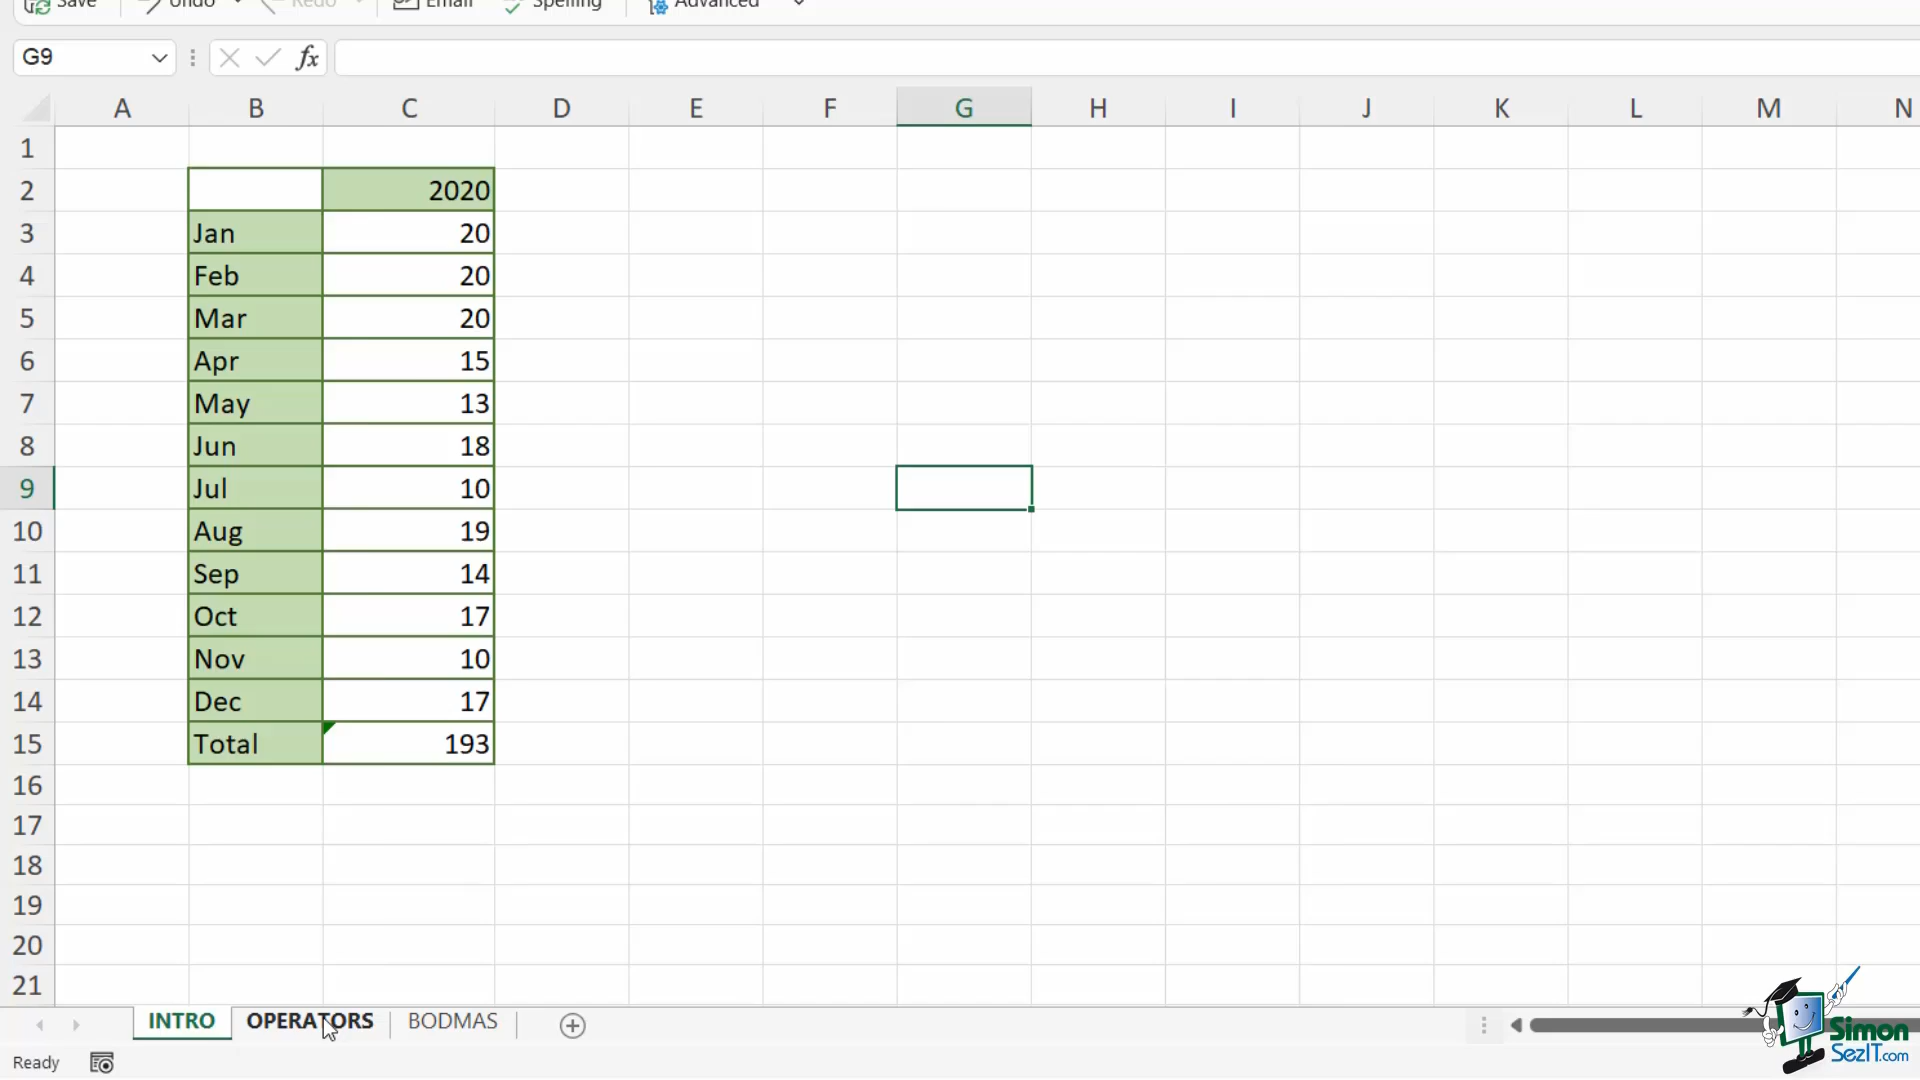 Save Undo Redo Email Spelling Advanced
G9 fx
A B C D E F G H I J K L M N
1
2 2020
3 Jan 20
4 Feb 20
5 Mar 20
6 Apr 15
7 May 13
8 Jun 18
9 Jul 10
10 Aug 19
11 Sep 14
12 Oct 17
13 Nov 10
14 Dec 17
15 Total 193
16
17
18
19
20
21
INTRO OPERATORS BODMAS
Ready
Simon
SezIT.com